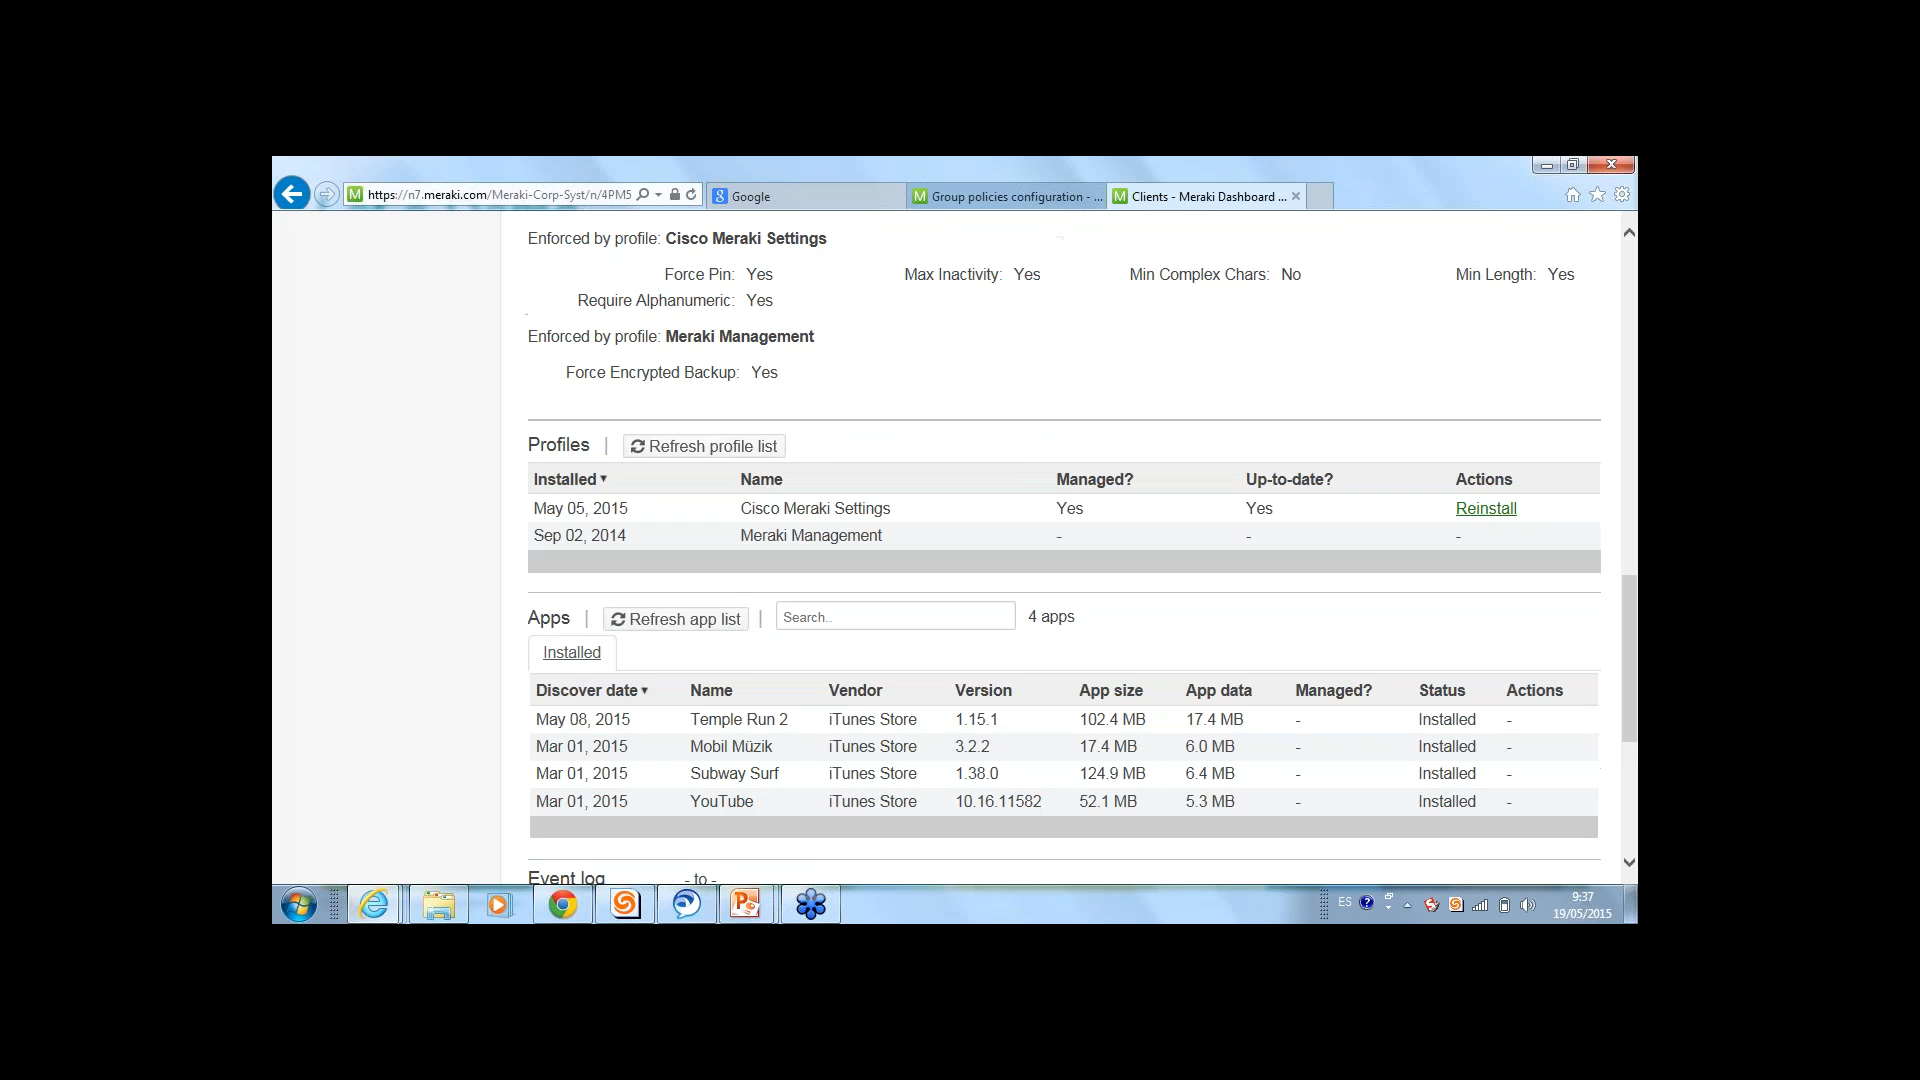 https://n7.meraki.com/Meraki-Corp-Syst/n/4PM5 Google Group policies configuration - ... Clients - Meraki Dashboard ...
Enforced by profile: Cisco Meraki Settings
Force Pin: Yes Max Inactivity: Yes Min Complex Chars: No Min Length: Yes
Require Alphanumeric: Yes
Enforced by profile: Meraki Management
Force Encrypted Backup: Yes
Profiles | Refresh profile list
Installed Name Managed? Up-to-date? Actions
May 05, 2015 Cisco Meraki Settings Yes Yes Reinstall
Sep 02, 2014 Meraki Management - - -
Apps | Refresh app list | Search.. 4 apps
Installed
Discover date Name Vendor Version App size App data Managed? Status Actions
May 08, 2015 Temple Run 2 iTunes Store 1.15.1 102.4 MB 17.4 MB - Installed -
Mar 01, 2015 Mobil Müzik iTunes Store 3.2.2 17.4 MB 6.0 MB - Installed -
Mar 01, 2015 Subway Surf iTunes Store 1.38.0 124.9 MB 6.4 MB - Installed -
Mar 01, 2015 YouTube iTunes Store 10.16.11582 52.1 MB 5.3 MB - Installed -
Event log - to -
ES 9:37
19/05/2015